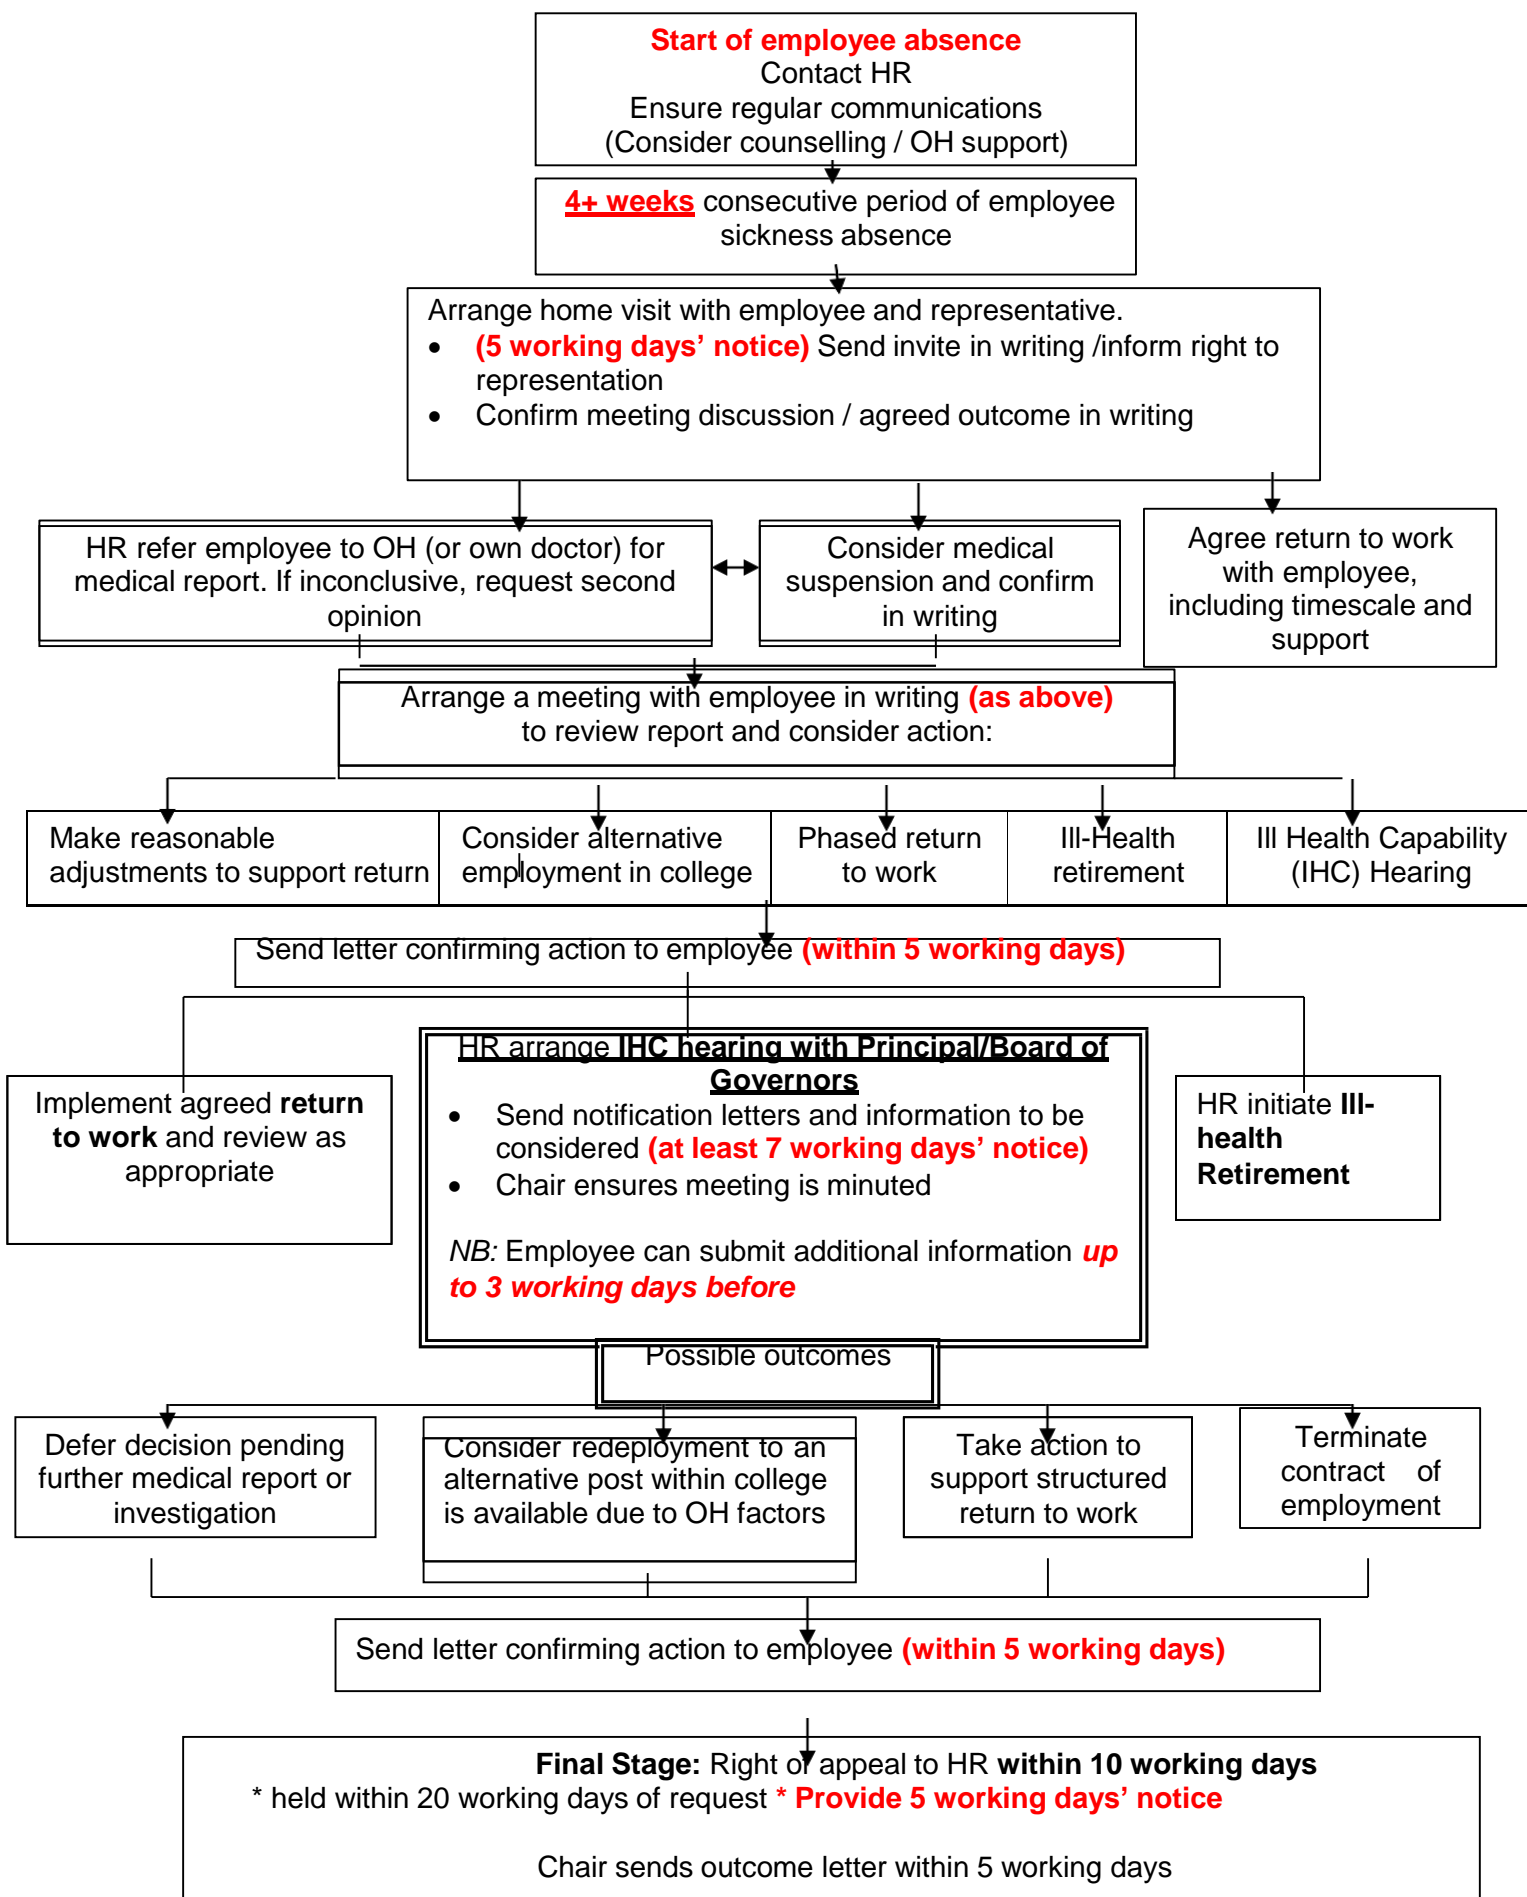 Start of employee absence
Contact HR
Ensure regular communications
(Consider counselling / OH support)
4+ weeks consecutive period of employee
sickness absence
Arrange home visit with employee and representative.
• (5 working days’ notice) Send invite in writing /inform right to
representation
• Confirm meeting discussion / agreed outcome in writing
HR refer employee to OH (or own doctor) for
medical report. If inconclusive, request second
opinion
Consider medical
suspension and confirm
in writing
Agree return to work
with employee,
including timescale and
support
Arrange a meeting with employee in writing (as above)
to review report and consider action:
Make reasonable
adjustments to support return
Consider alternative
employment in college
Phased return
to work
Ill-Health
retirement
Ill Health Capability
(IHC) Hearing
Send letter confirming action to employee (within 5 working days)
HR arrange IHC hearing with Principal/Board of
Governors
• Send notification letters and information to be
considered (at least 7 working days’ notice)
• Chair ensures meeting is minuted
NB: Employee can submit additional information up
to 3 working days before
Implement agreed return
to work and review as
appropriate
HR initiate Ill-
health
Retirement
Possible outcomes
Defer decision pending
further medical report or
investigation
Consider redeployment to an
alternative post within college
is available due to OH factors
Take action to
support structured
return to work
Terminate
contract of
employment
Send letter confirming action to employee (within 5 working days)
Final Stage: Right of appeal to HR within 10 working days
* held within 20 working days of request * Provide 5 working days’ notice
Chair sends outcome letter within 5 working days